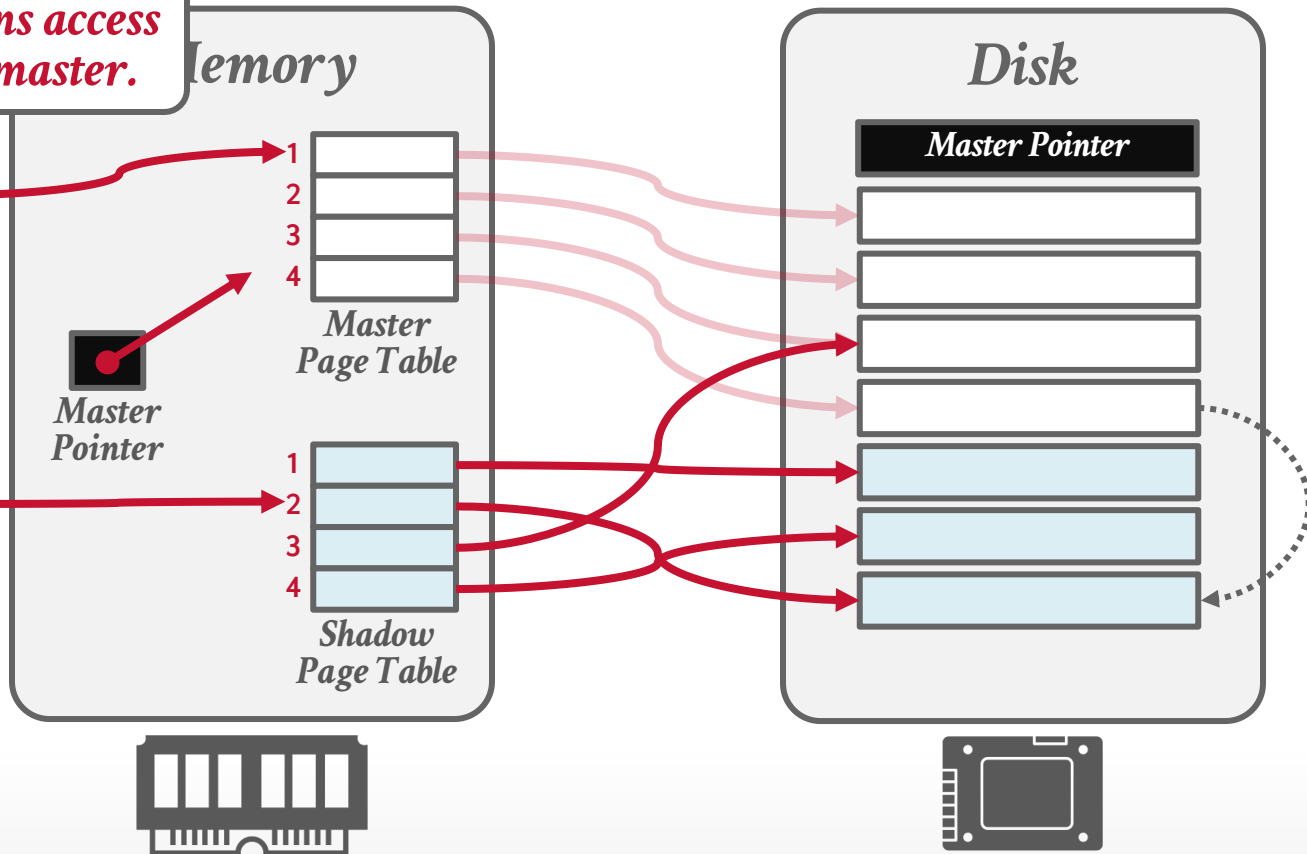 ns access
master.
emory
Disk
Master Pointer
1
2
3
4
Master
Page Table
Master
Pointer
1
2
3
4
Shadow
Page Table